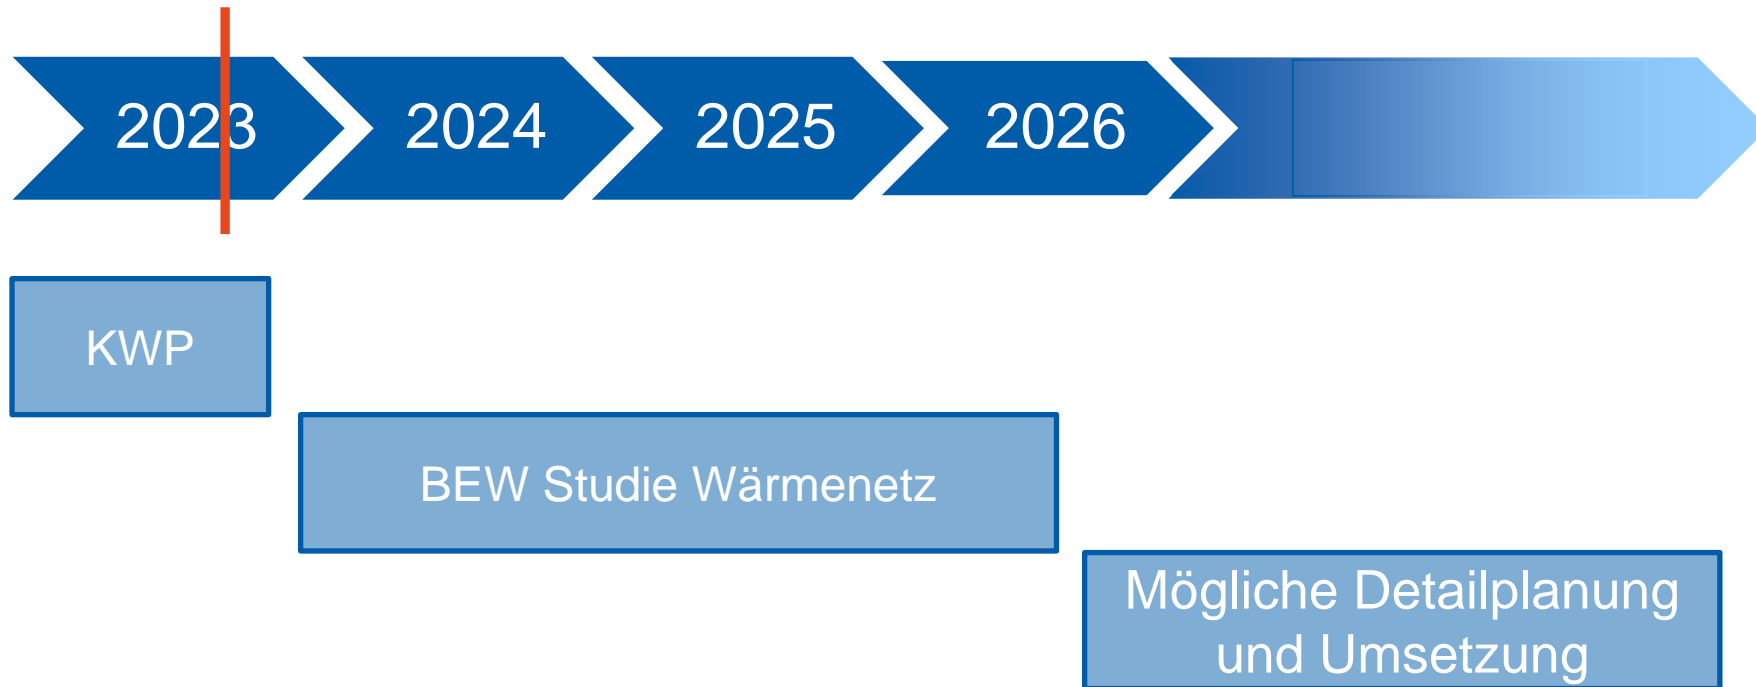 2023
2024
2025
2026
KWP
BEW Studie Wärmenetz
Mögliche Detailplanung
und Umsetzung